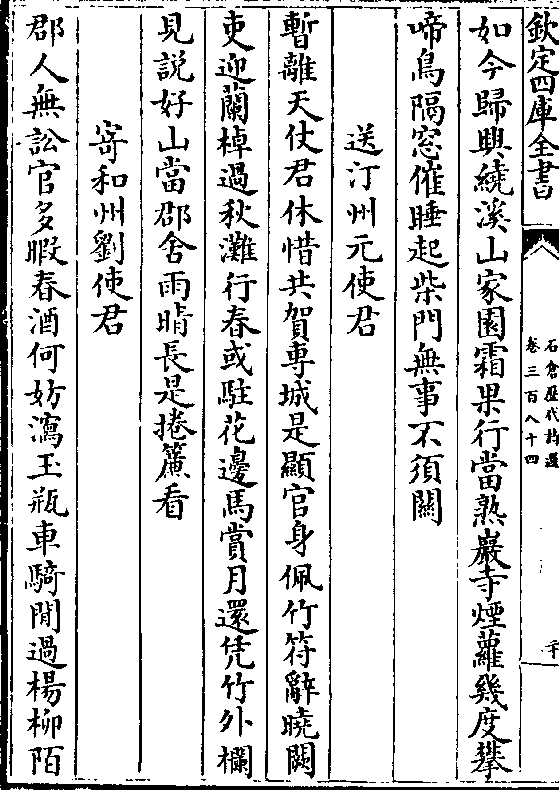 欽定四庫全書
石倉歷代詩選
卷三百八十四
如今歸興繞溪山家園霜果行當熟巖寺煙蘿幾度攀
啼鳥隔窓催睡起柴門無事不須關
送汀州元使君
暫離天仗君休惜共賀専城是顯官身佩竹符辭曉闕
吏迎蘭棹過秋灘行春或駐花邊馬賞月還凭竹外欄
見説好山當郡舍雨晴長是捲簾看
寄和州劉使君
郡人無訟官多暇春酒何妨瀉玉瓶車騎閒過楊柳陌